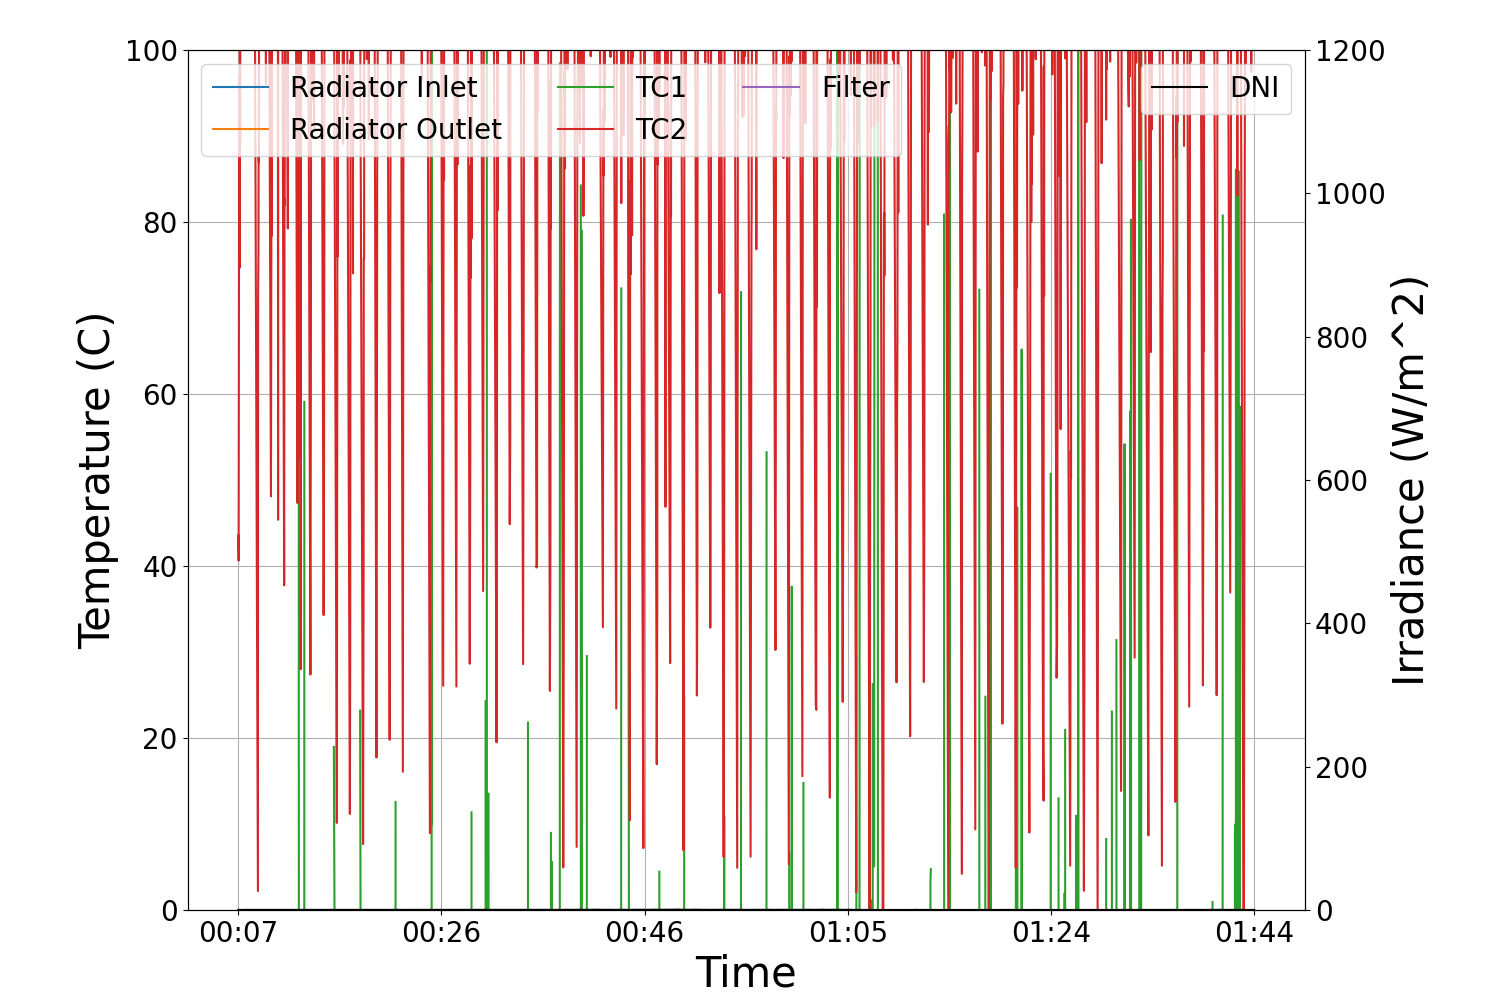 100
80
60
40
20
0
Temperature (C)
Radiator Inlet
Radiator Outlet
TC1
TC2
Filter
DNI
1200
1000
800
600
400
200
0
Irradiance (W/m^2)
00:07 00:26 00:46 01:05 01:24 01:44
Time